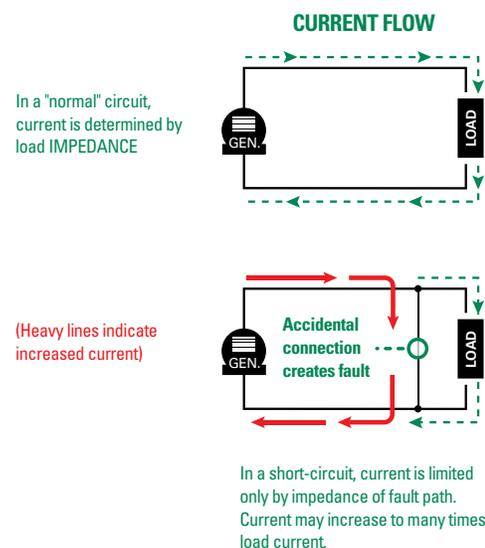 CURRENT FLOW
In a "normal" circuit,
current is determined by
load IMPEDANCE
GEN.
LOAD
(Heavy lines indicate
increased current)
GEN.
Accidental
connection
creates fault
LOAD
In a short-circuit, current is limited
only by impedance of fault path.
Current may increase to many times
load current.